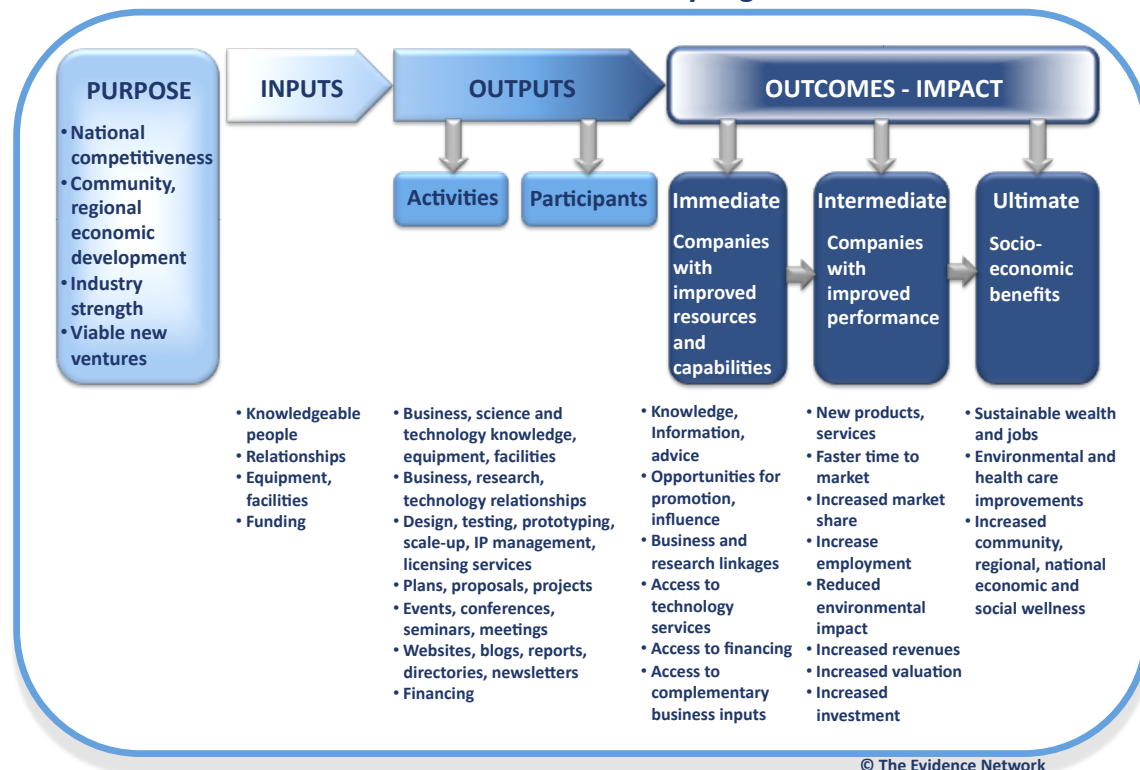 PURPOSE
• National
competitiveness
• Community,
regional
economic
development
• Industry
strength
• Viable new
ventures
INPUTS
OUTPUTS
OUTCOMES - IMPACT
Activities
Participants
Immediate
Companies
with
improved
resources
and
capabilities
Intermediate
Companies
with
improved
performance
Ultimate
Socio-
economic
benefits
• Knowledgeable
people
• Relationships
• Equipment,
facilities
• Funding
• Business, science and
technology knowledge,
equipment, facilities
• Business, research,
technology relationships
• Design, testing, prototyping,
scale-up, IP management,
licensing services
• Plans, proposals, projects
• Events, conferences,
seminars, meetings
• Websites, blogs, reports,
directories, newsletters
• Financing
• Knowledge,
Information,
advice
• Opportunities for
promotion,
influence
• Business and
research linkages
• Access to
technology
services
• Access to financing
• Access to
complementary
business inputs
• New products,
services
• Faster time to
market
• Increased market
share
• Increase
employment
• Reduced
environmental
impact
• Increased revenues
• Increased valuation
• Increased
investment
• Sustainable wealth
and jobs
• Environmental and
health care
improvements
• Increased
community,
regional, national
economic and
social wellness
© The Evidence Network